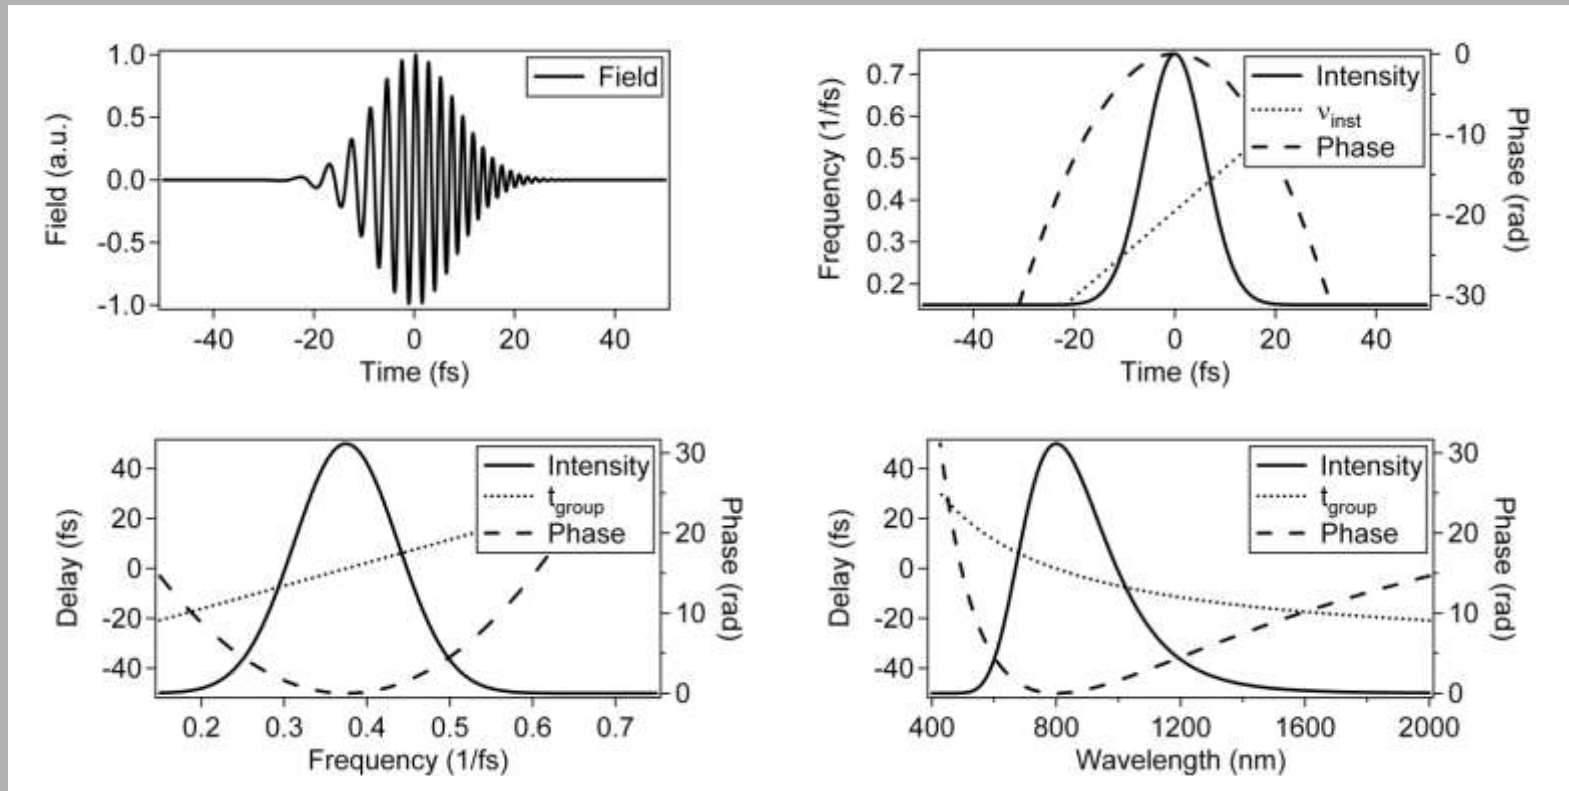 1.0
0.5
0.0
-0.5
-1.0
Field (a.u.)
Field
-40 -20 0 20 40
Time (fs)
0.7
0.6
0.5
0.4
0.3
0.2
Frequency (1/fs)
Intensity
νinst
Phase
0
-10
-20
-30
Phase (rad)
-40 -20 0 20 40
Time (fs)
40
20
0
-20
-40
Delay (fs)
Intensity
tgroup
Phase
30
20
10
0
Phase (rad)
0.2 0.3 0.4 0.5 0.6 0.7
Frequency (1/fs)
40
20
0
-20
-40
Delay (fs)
Intensity
tgroup
Phase
30
20
10
0
Phase (rad)
400 800 1200 1600 2000
Wavelength (nm)